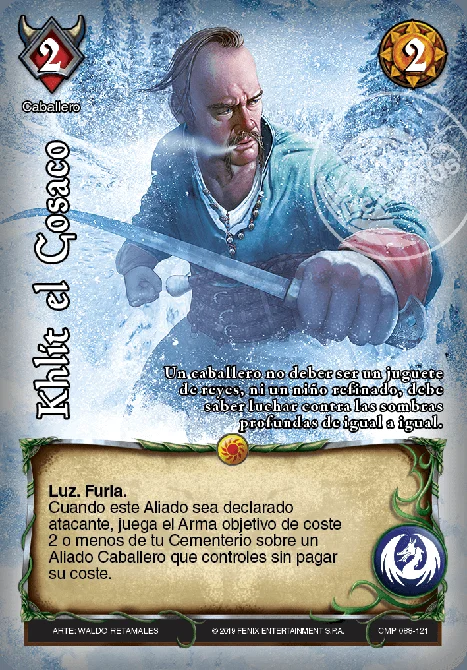 2
2
Caballero
Khlit el Cosaco
Un caballero no deber ser un juguete
de reyes, ni un niño refinado, debe
saber luchar contra las sombras
profundas de igual a igual.
Luz. Furia.
Cuando este Aliado sea declarado
atacante, juega el Arma objetivo de coste
2 o menos de tu Cementerio sobre un
Aliado Caballero que controles sin pagar
su coste.
ARTE: WALDO RETAMALES
© 2019 FENIX ENTERTAINMENT S.P.A.
CMP 088-121